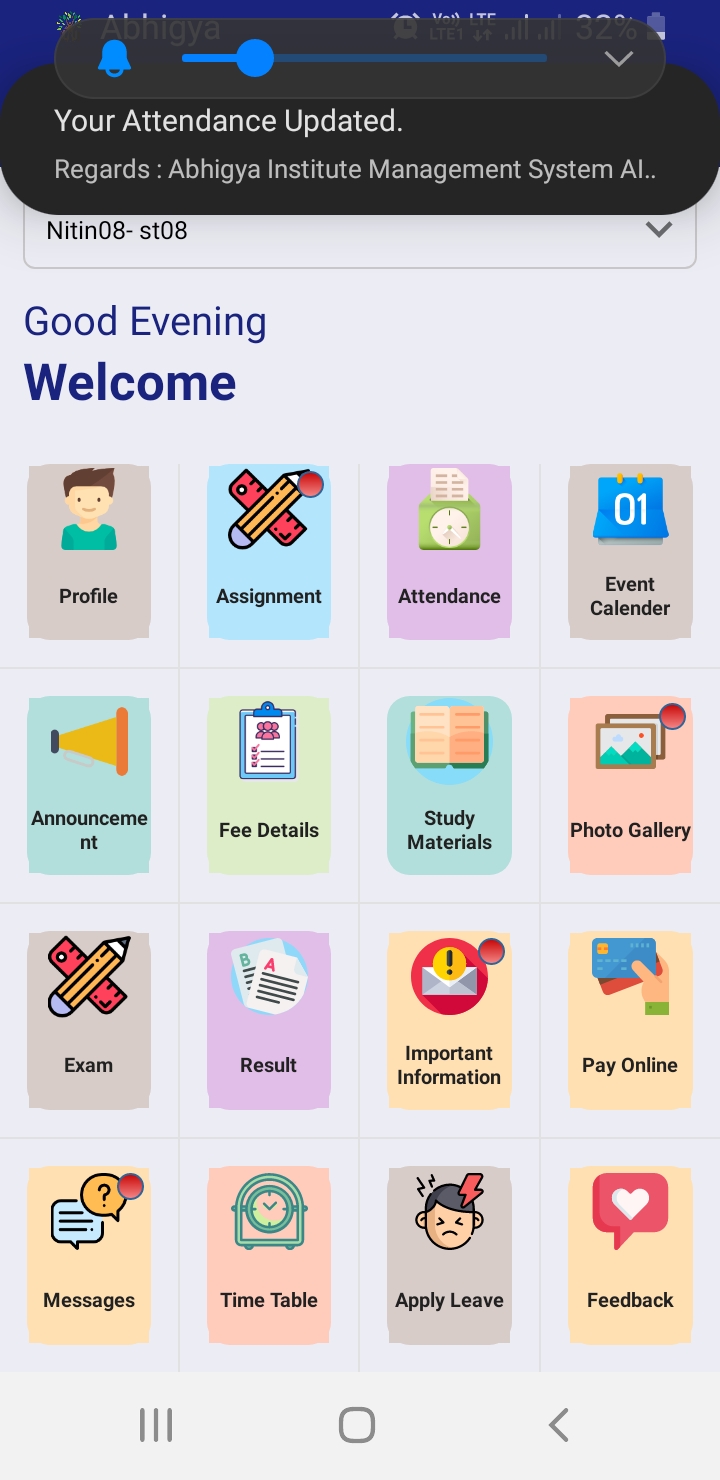 Abhigya
Vo)) LTE
LTE1
32%
Your Attendance Updated.
Regards : Abhigya Institute Management System AI..
Nitin08- st08
Good Evening
Welcome
Profile
Assignment
Attendance
01
Event
Calender
Announceme
nt
Fee Details
Study
Materials
Photo Gallery
Exam
B
A
Result
!
Important
Information
Pay Online
?
Messages
Time Table
Apply Leave
Feedback